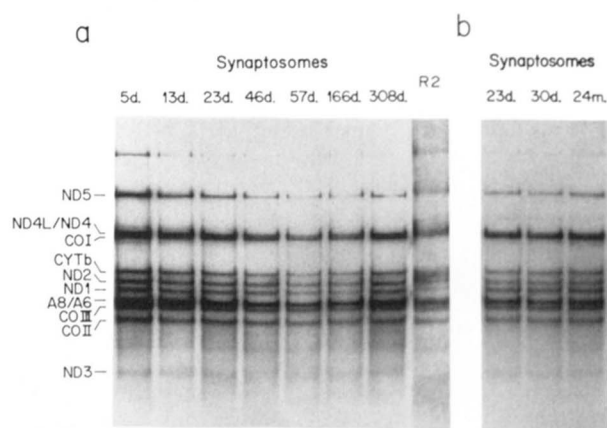 a
b
Synaptosomes
Synaptosomes
5d. 13d. 23d. 46d. 57d. 166d. 308d. R2
23d. 30d. 24m.
ND5
ND4L/ND4
COI
CYTb
ND2
ND1
A8/A6
COIII
COII
ND3